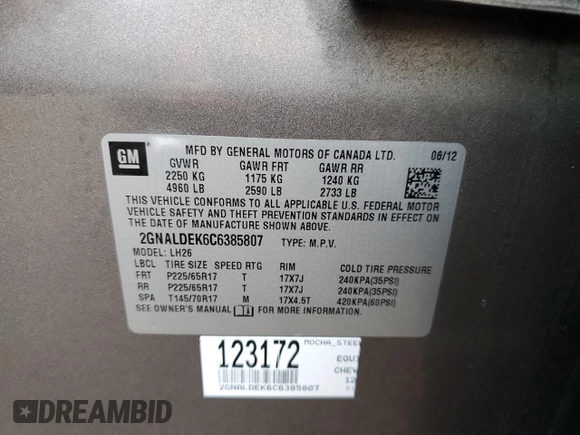 GM
MFD BY GENERAL MOTORS OF CANADA LTD. 06/12
GVWR GAWR FRT GAWR RR
2250 KG 1175 KG 1240 KG
4960 LB 2590 LB 2733 LB
THIS VEHICLE CONFORMS TO ALL APPLICABLE U.S. FEDERAL MOTOR
VEHICLE SAFETY AND THEFT PREVENTION STANDARDS IN EFFECT ON
THE DATE OF MANUFACTURE SHOWN ABOVE.
2GNALDEK6C6385807 TYPE: M.P.V.
MODEL: LH26
LBCL TIRE SIZE SPEED RTG RIM COLD TIRE PRESSURE
FRT P225/65R17 T 17X7J 240KPA(35PSI)
RR P225/65R17 T 17X7J 240KPA(35PSI)
SPA T145/70R17 M 17X4.5T 420KPA(60PSI)
SEE OWNER'S MANUAL FOR MORE INFORMATION.
123172
2GNALDEK6C6385807
MOCHA_STEE
EQUI
CHEV
12
DREAMBID